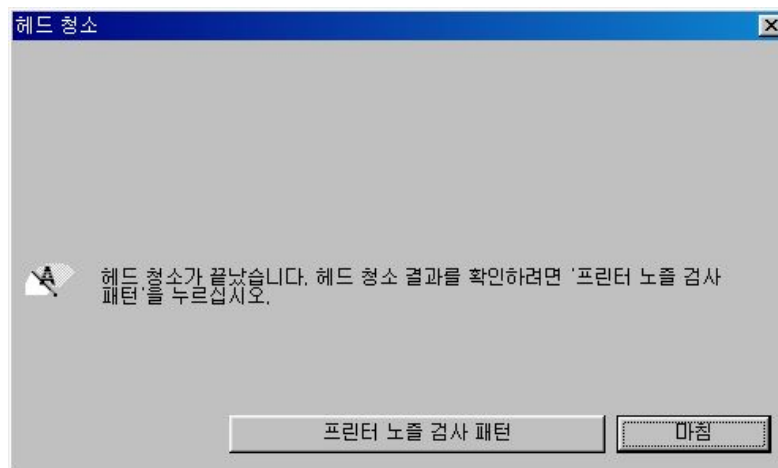 헤드 청소
헤드 청소가 끝났습니다. 헤드 청소 결과를 확인하려면 '프린터 노즐 검사
패턴'을 누르십시오.
프린터 노즐 검사 패턴
마침